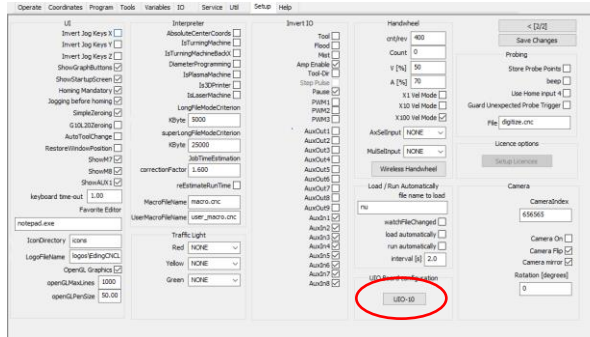 Operate Coordinates Program Tools Variables IO Service Util Setup Help
UI
Invert Jog Keys X
Invert Jog Keys Y
Invert Jog Keys Z
ShowGraphButtons
ShowStartupScreen
Homing Mandatory
Jogging before homing
SimpleZeroing
G10L20Zeroing
AutoToolChange
RestoreWindowPosition
ShowM7
ShowM8
ShowAUX1
keyboard time-out 1.00
Favorite Editor
notepad.exe
IconDirectory icons
LogoFileName logos\EdingCNCL
OpenGL Graphics
openGLMaxLines 1000
openGLPenSize 50.00
Interpreter
AbsoluteCenterCoords
IsTurningMachine
IsTurningMachineBackX
DiameterProgramming
IsPlasmaMachine
Is3DPrinter
IsLaserMachine
LongFileModeCriterion
KByte 5000
superLongFileModeCriterion
KByte 25000
JobTimeEstimation
correctionFactor 1.600
reEstimateRunTime
MacroFileName macro.cnc
UserMacroFileName user_macro.cnc
Traffic Light
Red NONE
Yellow NONE
Green NONE
Invert IO
Tool
Flood
Mist
Amp Enable
Tool-Dir
Step Pulse
Pause
PWM1
PWM2
PWM3
AuxOut1
AuxOut2
AuxOut3
AuxOut4
AuxOut5
AuxOut6
AuxOut7
AuxOut8
AuxOut9
AuxIn1
AuxIn2
AuxIn3
AuxIn4
AuxIn5
AuxIn6
AuxIn7
AuxIn8
Handwheel
cnt/rev 400
Count 0
V [%] 50
A [%] 70
X1 Vel Mode
X10 Vel Mode
X100 Vel Mode
AxSelInput NONE
MulSelInput NONE
Wireless Handwheel
Load / Run Automatically
file name to load
nu
watchFileChanged
load automatically
run automatically
interval [s] 2.0
UIO Board configuration
UIO-10
< [2/2]
Save Changes
Probing
Store Probe Points
beep
Use Home input 4
Guard Unexpected Probe Trigger
File digitize.cnc
Licence options
Setup Licences
Camera
CameraIndex
656565
Camera On
Camera Flip
Camera mirror
Rotation [degrees]
0